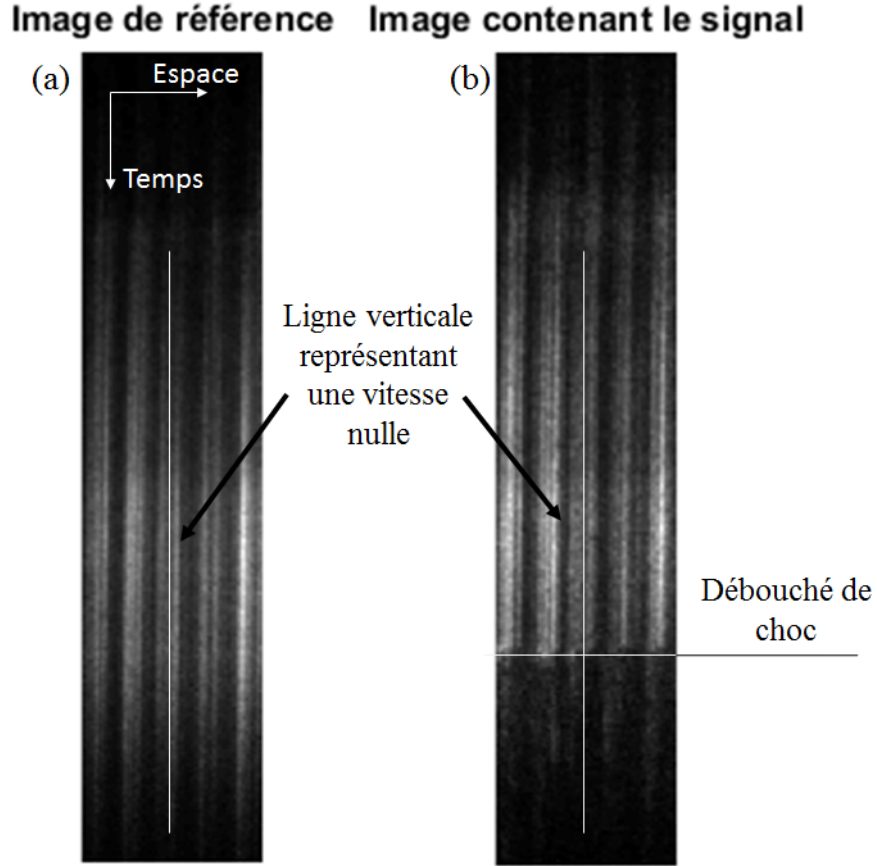 Image de référence
Image contenant le signal
(a)
Espace
Temps
(b)
Ligne verticale
représentant
une vitesse
nulle
Débouché de
choc